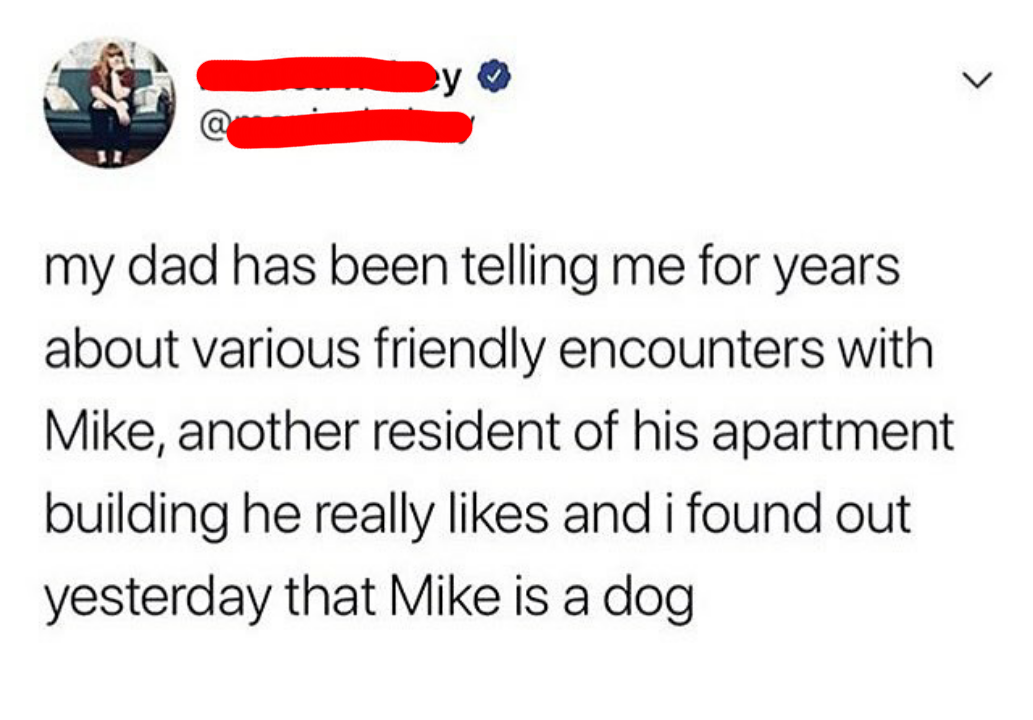 my dad has been telling me for years
about various friendly encounters with
Mike, another resident of his apartment
building he really likes and i found out
yesterday that Mike is a dog